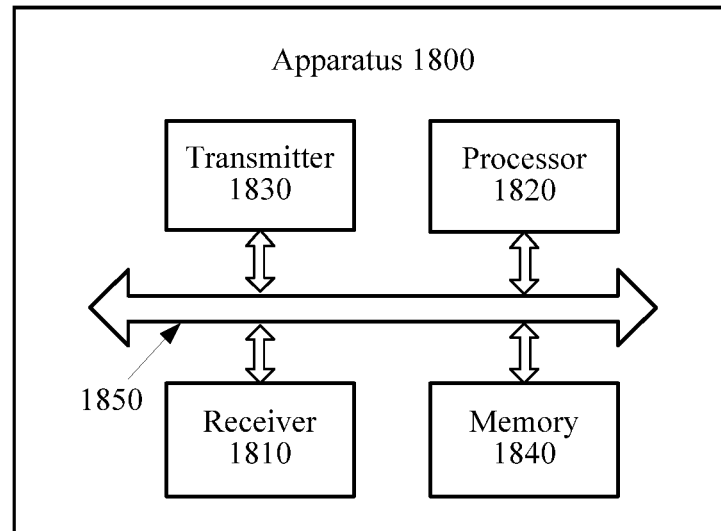 Apparatus 1800
Transmitter
1830
Processor
1820
1850
Receiver
1810
Memory
1840